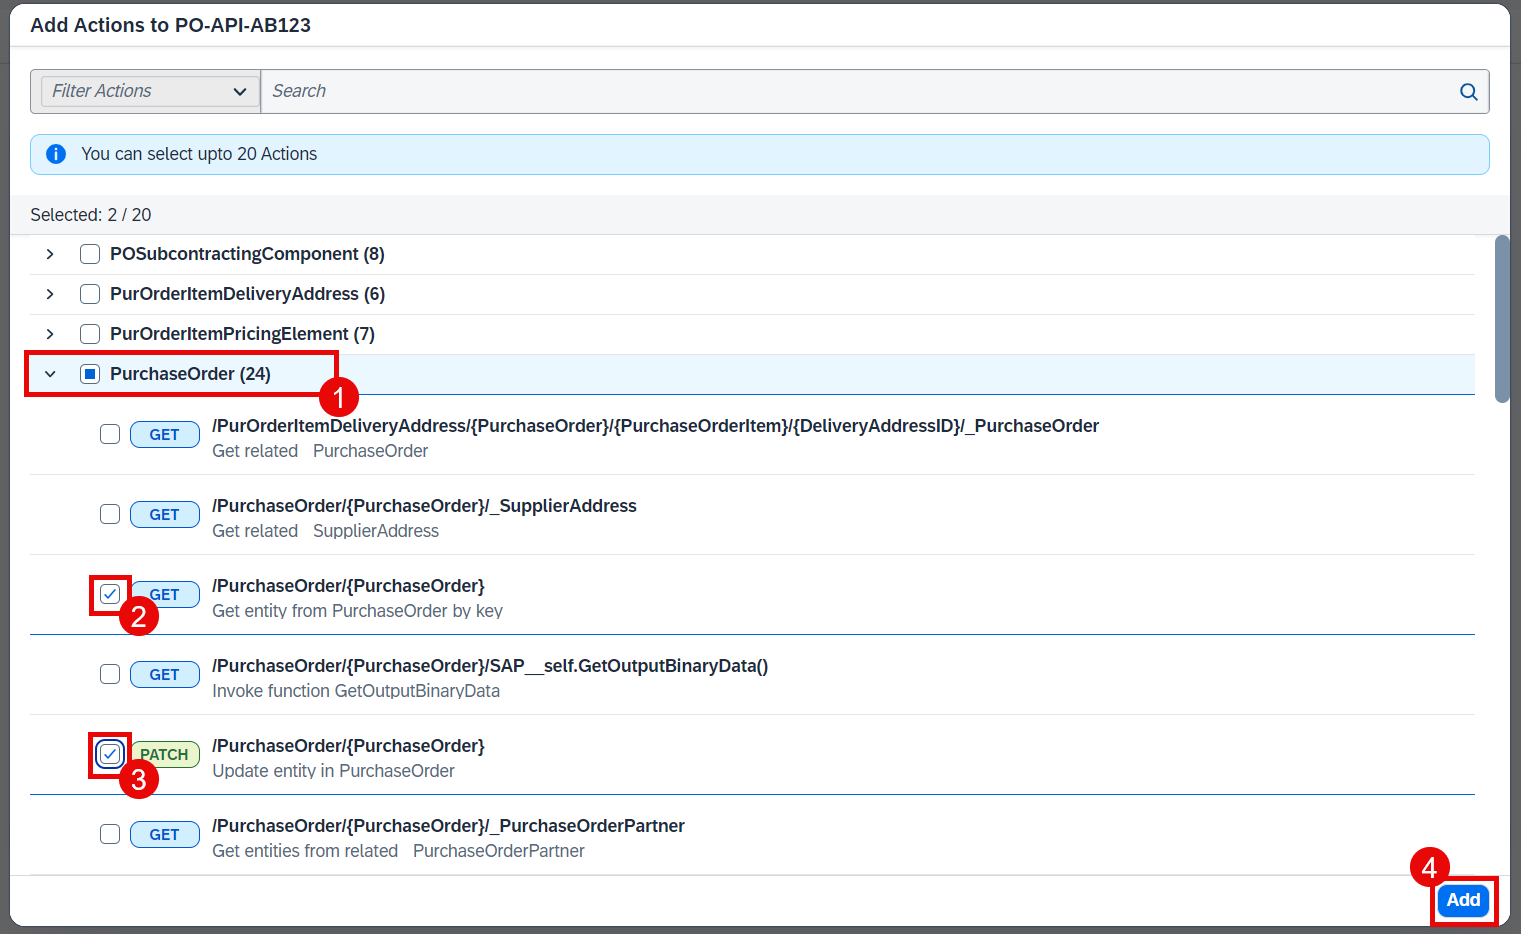 Add Actions to PO-API-AB123
Filter Actions Search
You can select upto 20 Actions
Selected: 2 / 20
POSubcontractingComponent (8)
PurOrderItemDeliveryAddress (6)
PurOrderItemPricingElement (7)
PurchaseOrder (24)
1
GET /PurOrderItemDeliveryAddress/{PurchaseOrder}/{PurchaseOrderItem}/{DeliveryAddressID}/_PurchaseOrder
Get related PurchaseOrder
GET /PurchaseOrder/{PurchaseOrder}/_SupplierAddress
Get related SupplierAddress
GET /PurchaseOrder/{PurchaseOrder}
2 Get entity from PurchaseOrder by key
GET /PurchaseOrder/{PurchaseOrder}/SAP__self.GetOutputBinaryData()
Invoke function GetOutputBinaryData
PATCH /PurchaseOrder/{PurchaseOrder}
3 Update entity in PurchaseOrder
GET /PurchaseOrder/{PurchaseOrder}/_PurchaseOrderPartner
Get entities from related PurchaseOrderPartner
4
Add